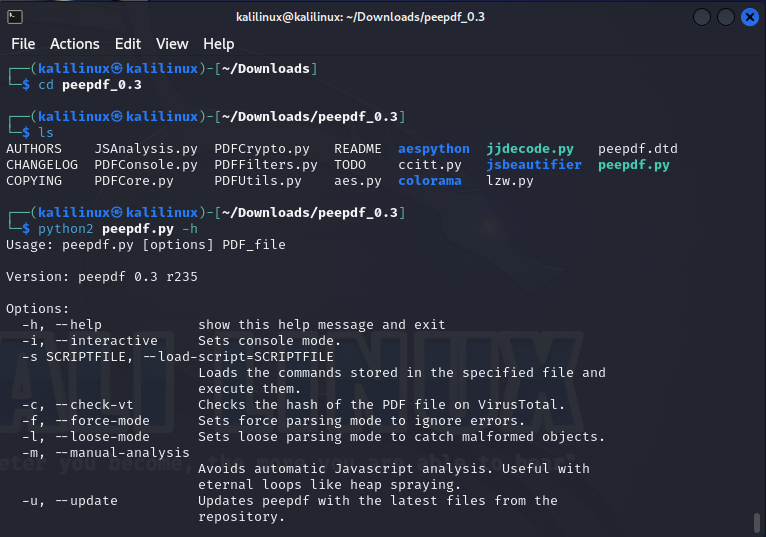 kalilinux@kalilinux: ~/Downloads/peepdf_0.3
File Actions Edit View Help
┌──(kalilinux㉿kalilinux)-[~/Downloads]
└─$ cd peepdf_0.3
┌──(kalilinux㉿kalilinux)-[~/Downloads/peepdf_0.3]
└─$ ls
AUTHORS JSAnalysis.py PDFCrypto.py README aespython jjdecode.py peepdf.dtd
CHANGELOG PDFConsole.py PDFFilters.py TODO ccitt.py jsbeautifier peepdf.py
COPYING PDFCore.py PDFUtils.py aes.py colorama lzw.py
┌──(kalilinux㉿kalilinux)-[~/Downloads/peepdf_0.3]
└─$ python2 peepdf.py -h
Usage: peepdf.py [options] PDF_file
Version: peepdf 0.3 r235
Options:
-h, --help show this help message and exit
-i, --interactive Sets console mode.
-s SCRIPTFILE, --load-script=SCRIPTFILE
Loads the commands stored in the specified file and
execute them.
-c, --check-vt Checks the hash of the PDF file on VirusTotal.
-f, --force-mode Sets force parsing mode to ignore errors.
-l, --loose-mode Sets loose parsing mode to catch malformed objects.
-m, --manual-analysis
Avoids automatic Javascript analysis. Useful with
eternal loops like heap spraying.
-u, --update Updates peepdf with the latest files from the
repository.